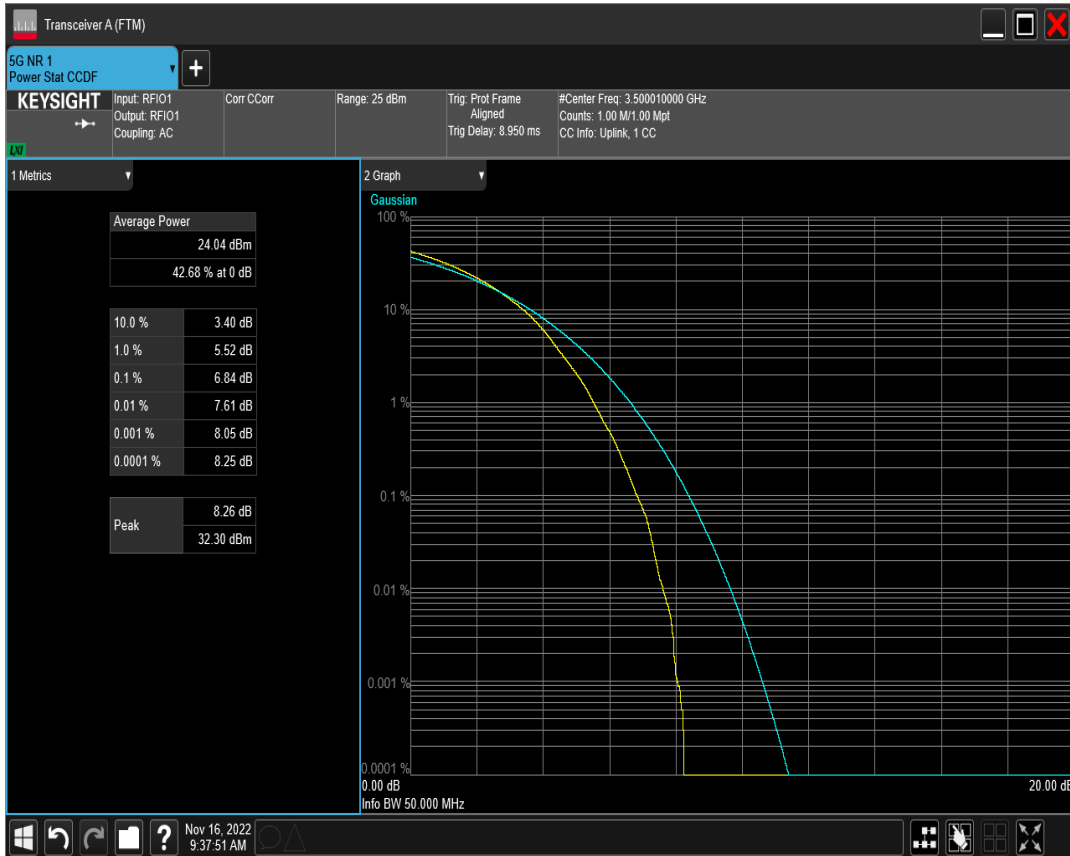 Transceiver A (FTM)
5G NR 1
Power Stat CCDF
KEYSIGHT
LXI
Input: RFIO1
Output: RFIO1
Coupling: AC
Corr CCorr
Range: 25 dBm
Trig: Prot Frame
Aligned
Trig Delay: 8.950 ms
#Center Freq: 3.500010000 GHz
Counts: 1.00 M/1.00 Mpt
CC Info: Uplink, 1 CC
1 Metrics
Average Power
24.04 dBm
42.68 % at 0 dB
10.0 % 3.40 dB
1.0 % 5.52 dB
0.1 % 6.84 dB
0.01 % 7.61 dB
0.001 % 8.05 dB
0.0001 % 8.25 dB
Peak 8.26 dB
32.30 dBm
2 Graph
Gaussian
100 %
10 %
1 %
0.1 %
0.01 %
0.001 %
0.0001 %
0.00 dB 20.00 dB
Info BW 50.000 MHz
? Nov 16, 2022
9:37:51 AM